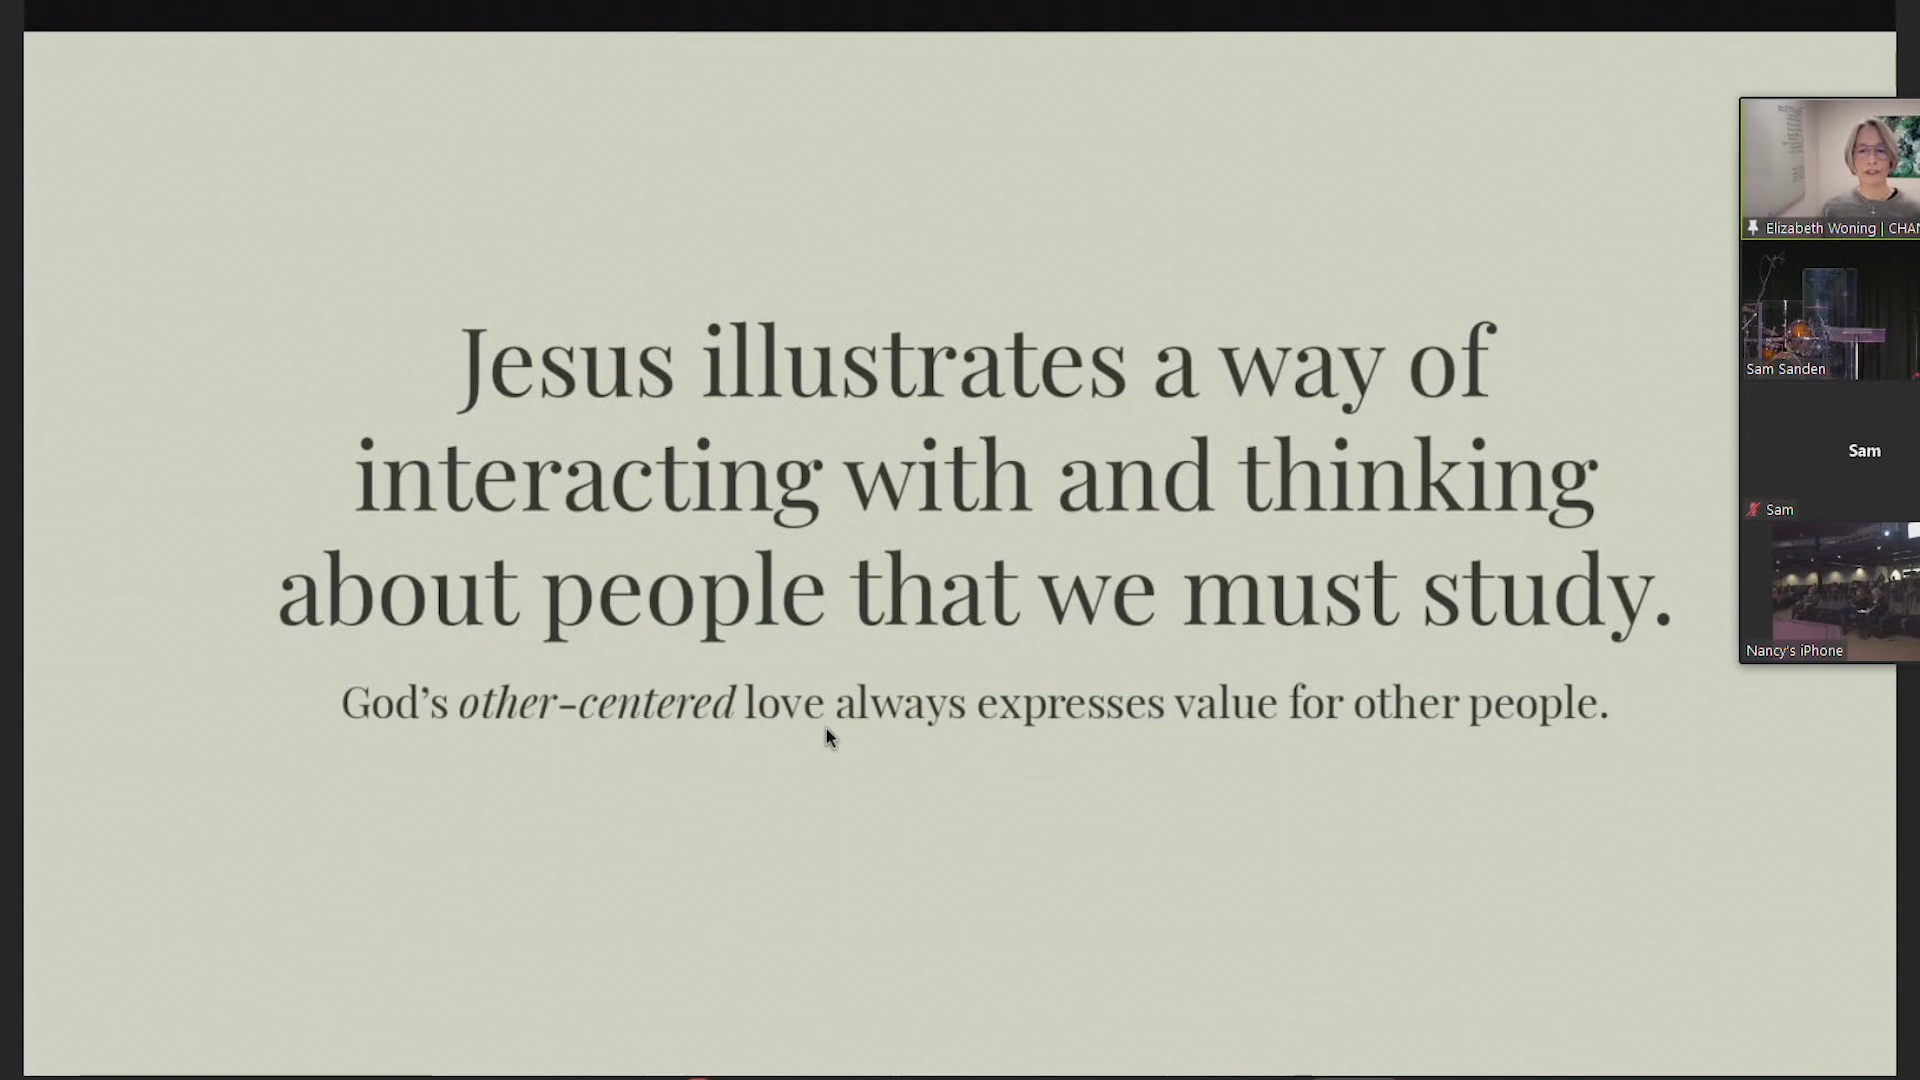 Jesus illustrates a way of
interacting with and thinking
about people that we must study.
God’s other-centered love always expresses value for other people.
Elizabeth Woning | CHAN
Sam Sanden
Sam
Sam
Nancy's iPhone